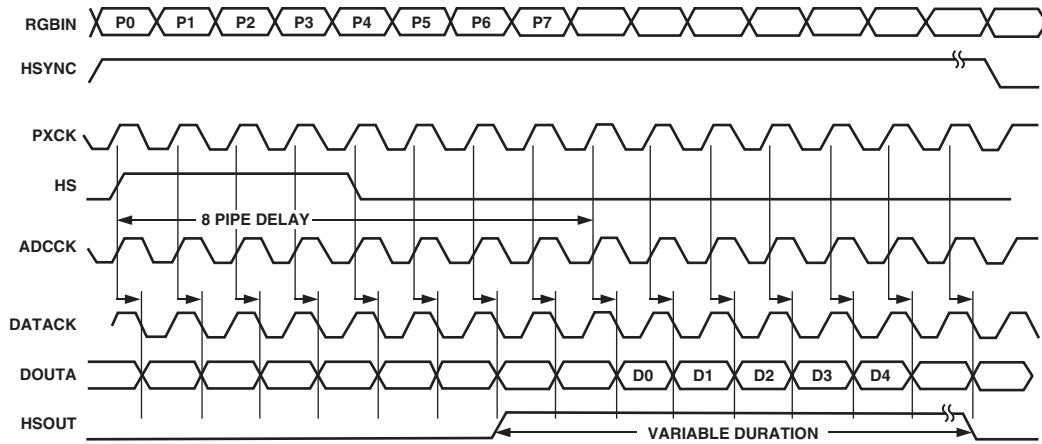 RGBIN P0 P1 P2 P3 P4 P5 P6 P7
HSYNC
PXCK
HS
8 PIPE DELAY
ADCCK
DATACK
DOUTA D0 D1 D2 D3 D4
HSOUT VARIABLE DURATION